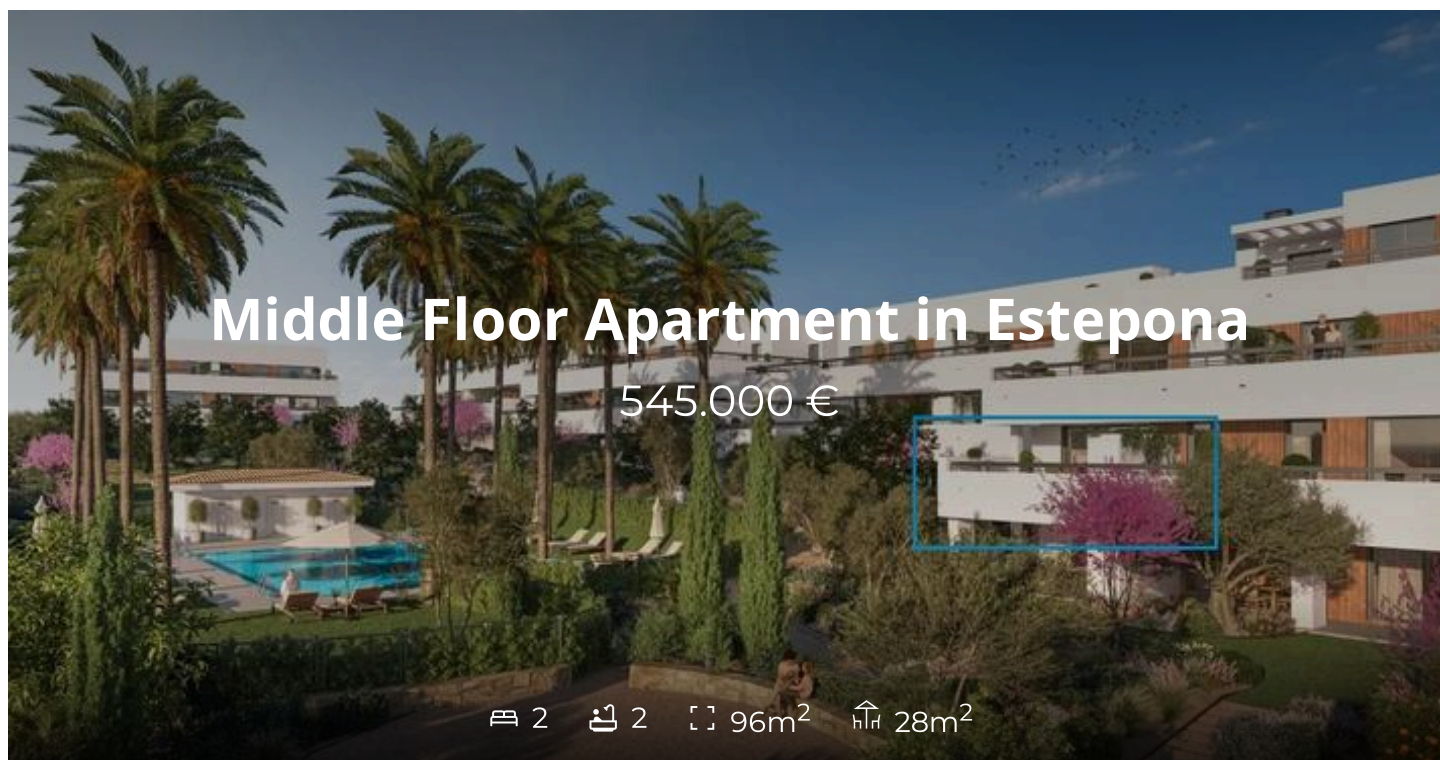 Middle Floor Apartment in Estepona
545.000 €
2 2 96m² 28m²